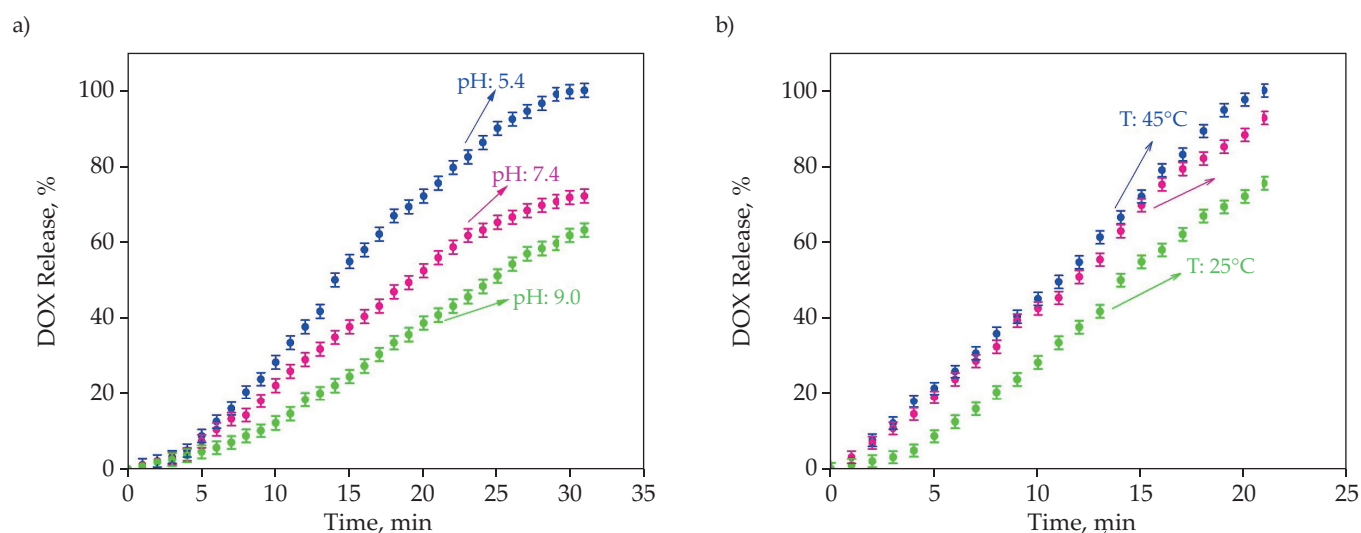 a)
DOX Release, %
100
80
60
40
20
0
pH: 5.4
pH: 7.4
pH: 9.0
0 5 10 15 20 25 30 35
Time, min
b)
DOX Release, %
100
80
60
40
20
0
T: 45°C
T: 25°C
0 5 10 15 20 25
Time, min